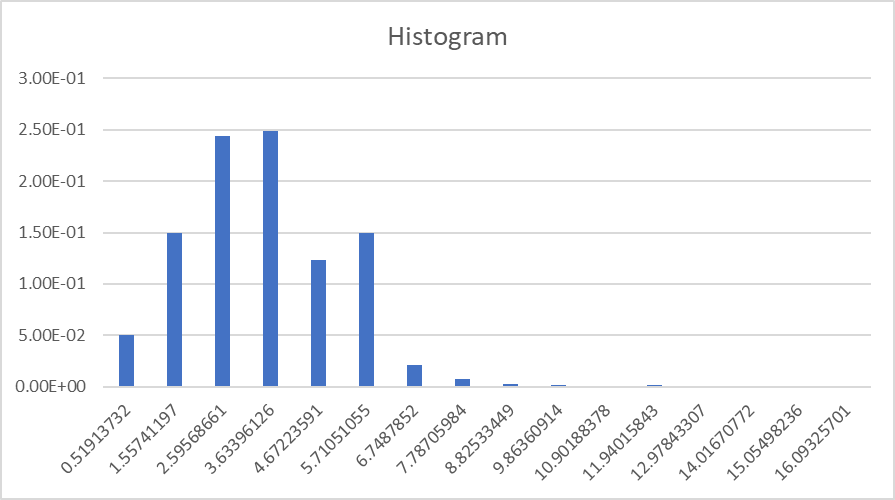 Histogram
3.00E-01
2.50E-01
2.00E-01
1.50E-01
1.00E-01
5.00E-02
0.00E+00
0.51913732
1.55741197
2.59568661
3.63396126
4.67223591
5.71051055
6.7487852
7.78705984
8.82533449
9.86360914
10.90188378
11.94015843
12.97843307
14.01670772
15.05498236
16.09325701